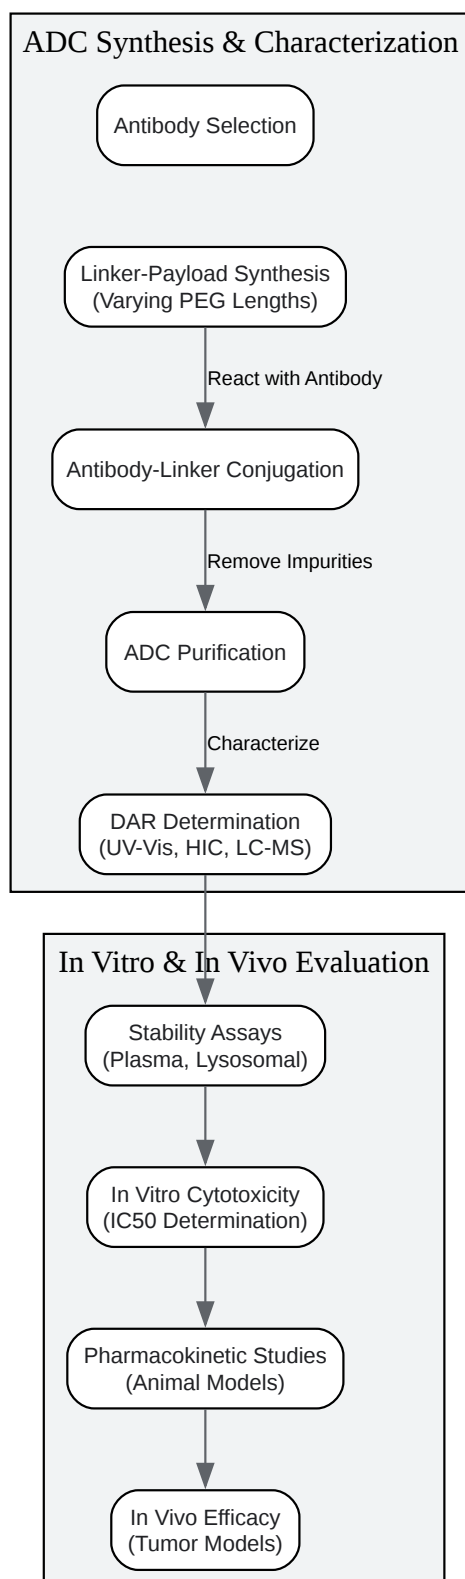 ADC Synthesis & Characterization
Antibody Selection
Linker-Payload Synthesis
(Varying PEG Lengths)
React with Antibody
Antibody-Linker Conjugation
Remove Impurities
ADC Purification
Characterize
DAR Determination
(UV-Vis, HIC, LC-MS)
In Vitro & In Vivo Evaluation
Stability Assays
(Plasma, Lysosomal)
In Vitro Cytotoxicity
(IC50 Determination)
Pharmacokinetic Studies
(Animal Models)
In Vivo Efficacy
(Tumor Models)